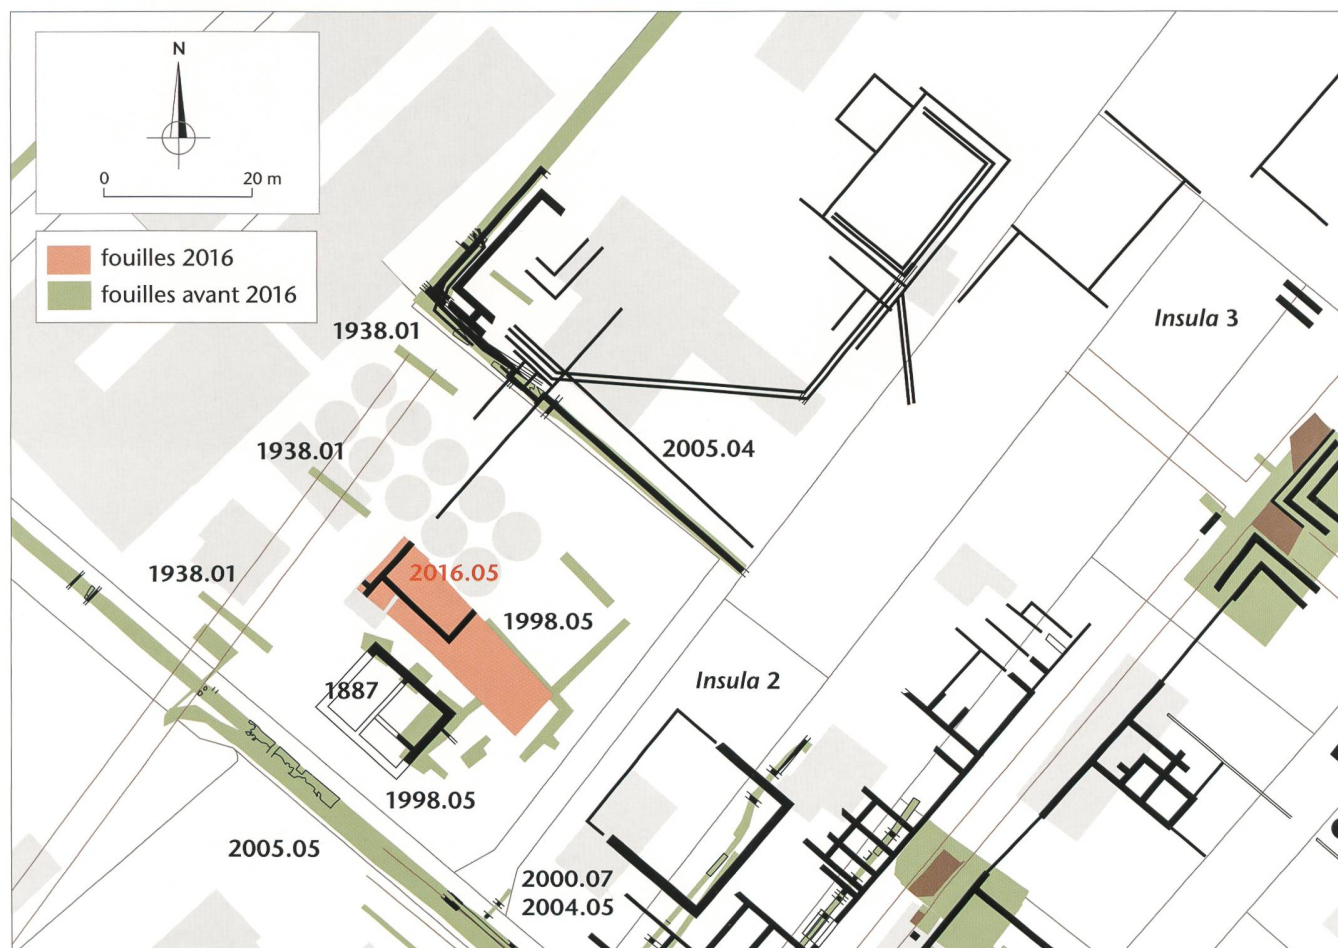 N
0 20 m
fouilles 2016
fouilles avant 2016
1938.01
Insula 3
1938.01
2005.04
1938.01
2016.05
1998.05
1887
Insula 2
1998.05
2005.05
2000.07
2004.05